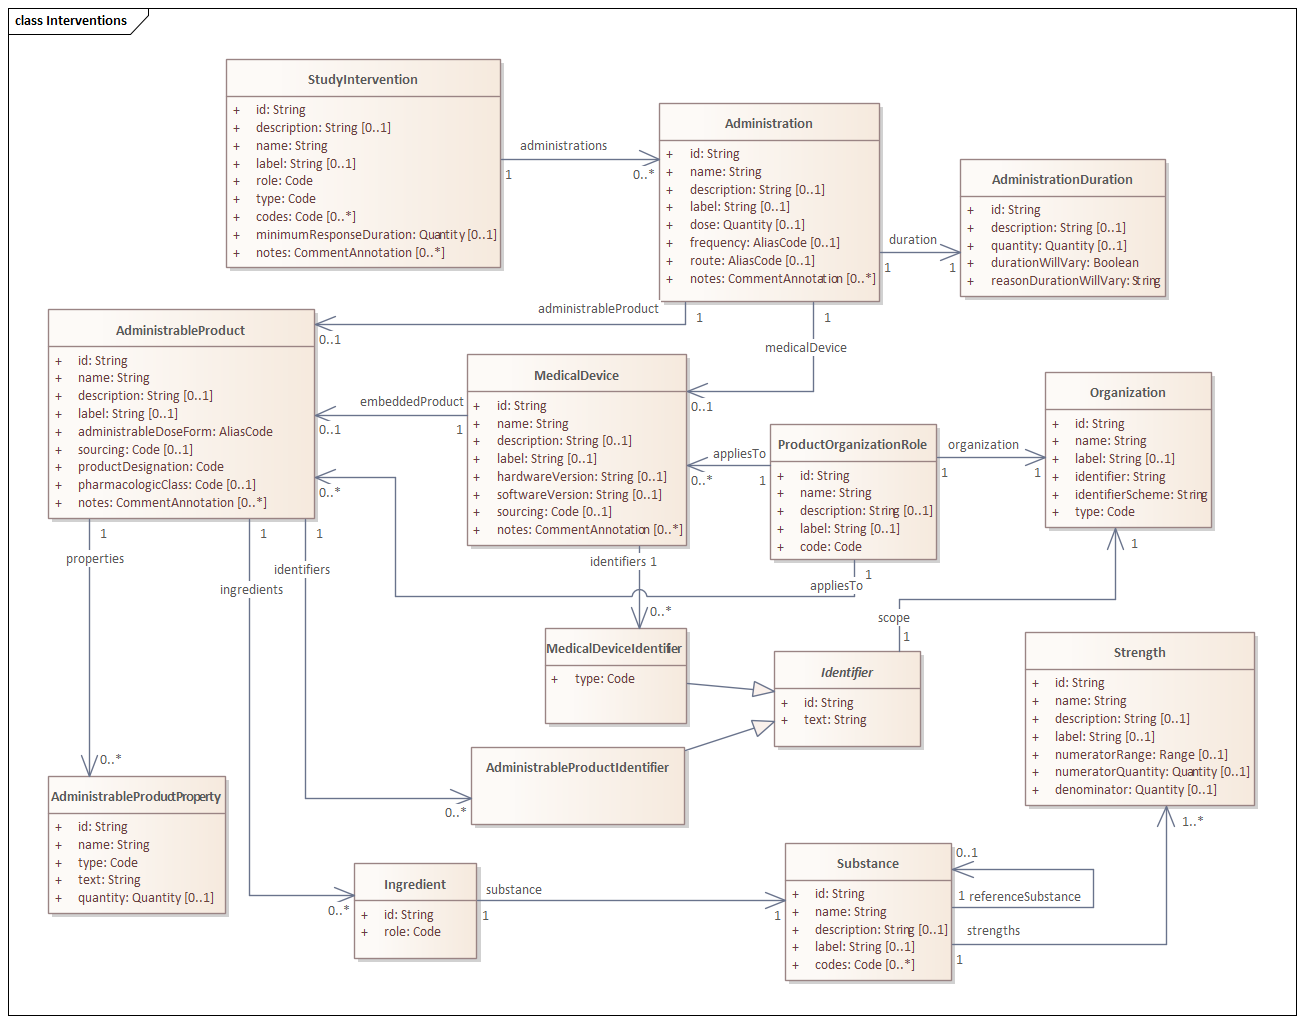 class Interventions
StudyIntervention
+ id: String
+ description: String [0..1]
+ name: String
+ label: String [0..1]
+ role: Code
+ type: Code
+ codes: Code [0..*]
+ minimumResponseDuration: Quantity [0..1]
+ notes: CommentAnnotation [0..*]
administrations
1
0..*
Administration
+ id: String
+ name: String
+ description: String [0..1]
+ label: String [0..1]
+ dose: Quantity [0..1]
+ frequency: AliasCode [0..1]
+ route: AliasCode [0..1]
+ notes: CommentAnnotation [0..*]
duration
1
1
AdministrationDuration
+ id: String
+ description: String [0..1]
+ quantity: Quantity [0..1]
+ durationWillVary: Boolean
+ reasonDurationWillVary: String
administrableProduct
1
0..1
1
medicalDevice
0..1
AdministrableProduct
+ id: String
+ name: String
+ description: String [0..1]
+ label: String [0..1]
+ administrableDoseForm: AliasCode
+ sourcing: Code [0..1]
+ productDesignation: Code
+ pharmacologicClass: Code [0..1]
+ notes: CommentAnnotation [0..*]
embeddedProduct
0..1
1
0..*
MedicalDevice
+ id: String
+ name: String
+ description: String [0..1]
+ label: String [0..1]
+ hardwareVersion: String [0..1]
+ softwareVersion: String [0..1]
+ sourcing: Code [0..1]
+ notes: CommentAnnotation [0..*]
appliesTo
0..*
1
ProductOrganizationRole
+ id: String
+ name: String
+ description: String [0..1]
+ label: String [0..1]
+ code: Code
organization
1
1
Organization
+ id: String
+ name: String
+ label: String [0..1]
+ identifier: String
+ identifierScheme: String
+ type: Code
1
properties
1
ingredients
1
identifiers
identifiers 1
0..*
1
appliesTo
1
scope
1
MedicalDeviceIdentifier
+ type: Code
Identifier
+ id: String
+ text: String
Strength
+ id: String
+ name: String
+ description: String [0..1]
+ label: String [0..1]
+ numeratorRange: Range [0..1]
+ numeratorQuantity: Quantity [0..1]
+ denominator: Quantity [0..1]
1..*
AdministrableProductIdentifier
0..*
0..*
AdministrableProductProperty
+ id: String
+ name: String
+ type: Code
+ text: String
+ quantity: Quantity [0..1]
0..*
Ingredient
+ id: String
+ role: Code
substance
1
1
Substance
+ id: String
+ name: String
+ description: String [0..1]
+ label: String [0..1]
+ codes: Code [0..*]
0..1
1 referenceSubstance
strengths
1